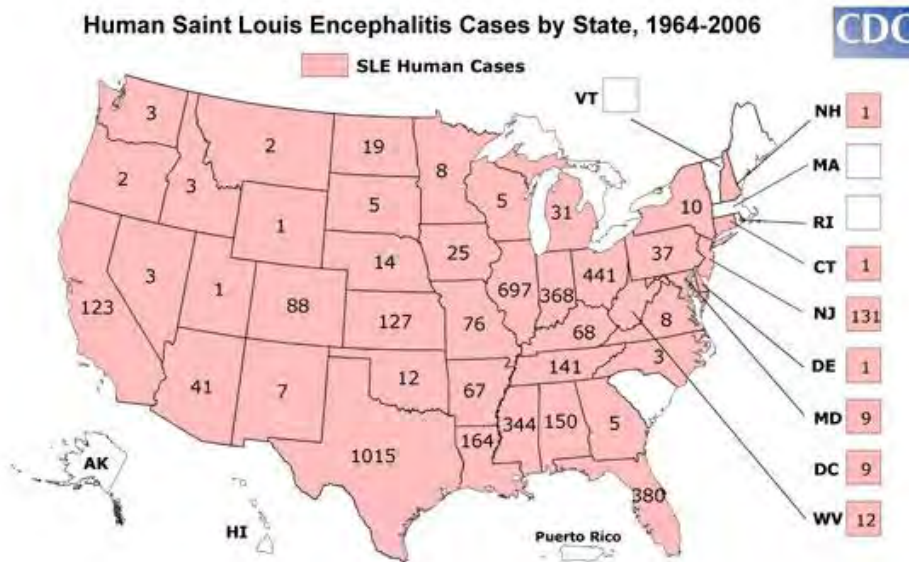 Human Saint Louis Encephalitis Cases by State, 1964-2006
CDC
SLE Human Cases
VT
NH 1
MA
RI
CT 1
NJ 131
DE 1
MD 9
DC 9
WV 12
3
2
19
8
2
3
5
5
31
10
1
14
25
37
123
3
1
88
127
76
697
368
441
68
8
41
7
12
67
141
3
1015
164
344
150
5
380
AK
HI
Puerto Rico